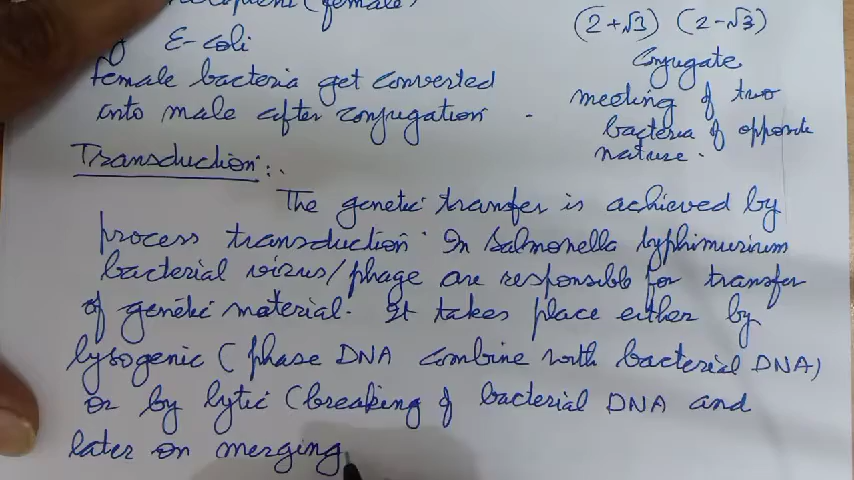 (female)
(2+√3) (2-√3)
E-coli
Conjugate
female bacteria get converted
into male after conjugation -
meeting of two
bacteria of opposite
nature.
Transduction:-
The genetic transfer is achieved by
process transduction. In Salmonella typhimurium
bacterial virus/phage are responsible for transfer
of genetic material. It takes place either by
lysogenic (phase DNA combine with bacterial DNA)
or by lytic (breaking of bacterial DNA and
later on merging